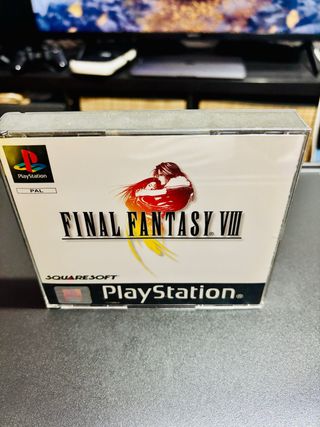 PlayStation
PAL
FINAL FANTASY® VIII
SQUARESOFT
PlayStation®